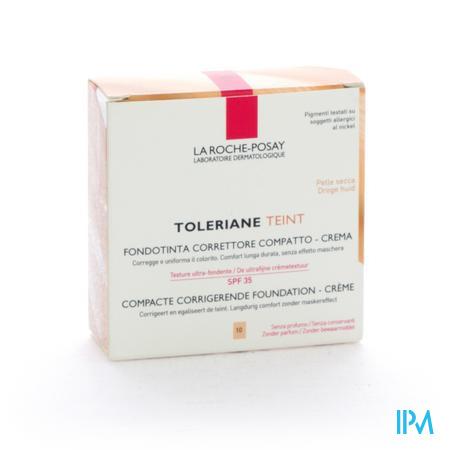 LA ROCHE-POSAY
LABORATOIRE DERMATOLOGIQUE
Pigmenti testati su
soggetti allergici
al nickel
Pelle secca
Droge huid
TOLERIANE TEINT
FONDOTINTA CORRETTORE COMPATTO - CREMA
Corregge e uniforma il colorito. Comfort lunga durata, senza effetto maschera
Texture ultra-fondente / De ultrafijne crèmetextuur
SPF 35
COMPACTE CORRIGERENDE FOUNDATION - CRÈME
Corrigeert en egaliseert de teint. Langdurig comfort zonder maskereffect
10
Senza profumo / Senza conservanti
Zonder parfum / Zonder bewaarmiddel
IPM